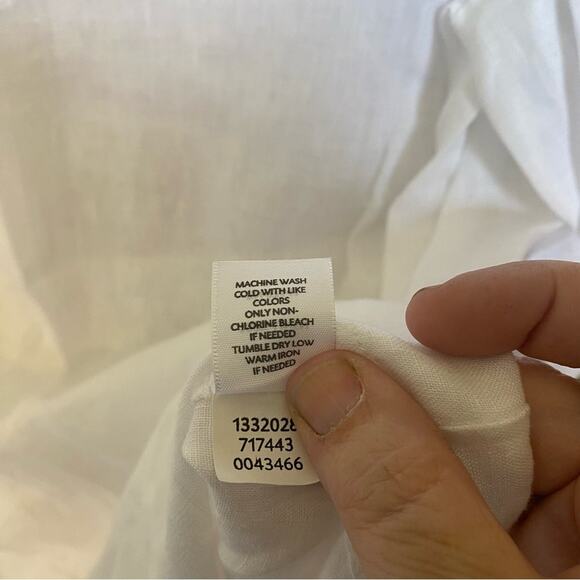 MACHINE WASH
COLD WITH LIKE
COLORS
ONLY NON-
CHLORINE BLEACH
IF NEEDED
TUMBLE DRY LOW
WARM IRON
IF NEEDED
717443
0043466